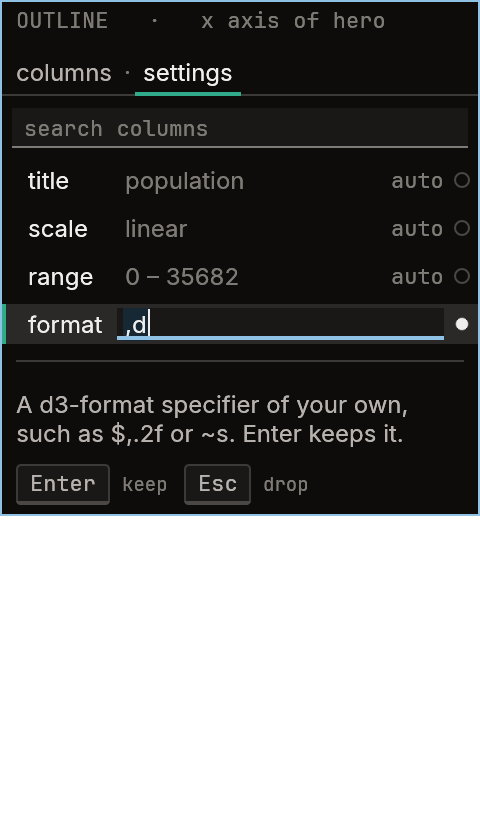 OUTLINE · x axis of hero
columns · settings
search columns
title population auto
scale linear auto
range 0 – 35682 auto
format ,d
A d3-format specifier of your own,
such as $,.2f or ~s. Enter keeps it.
Enter keep Esc drop